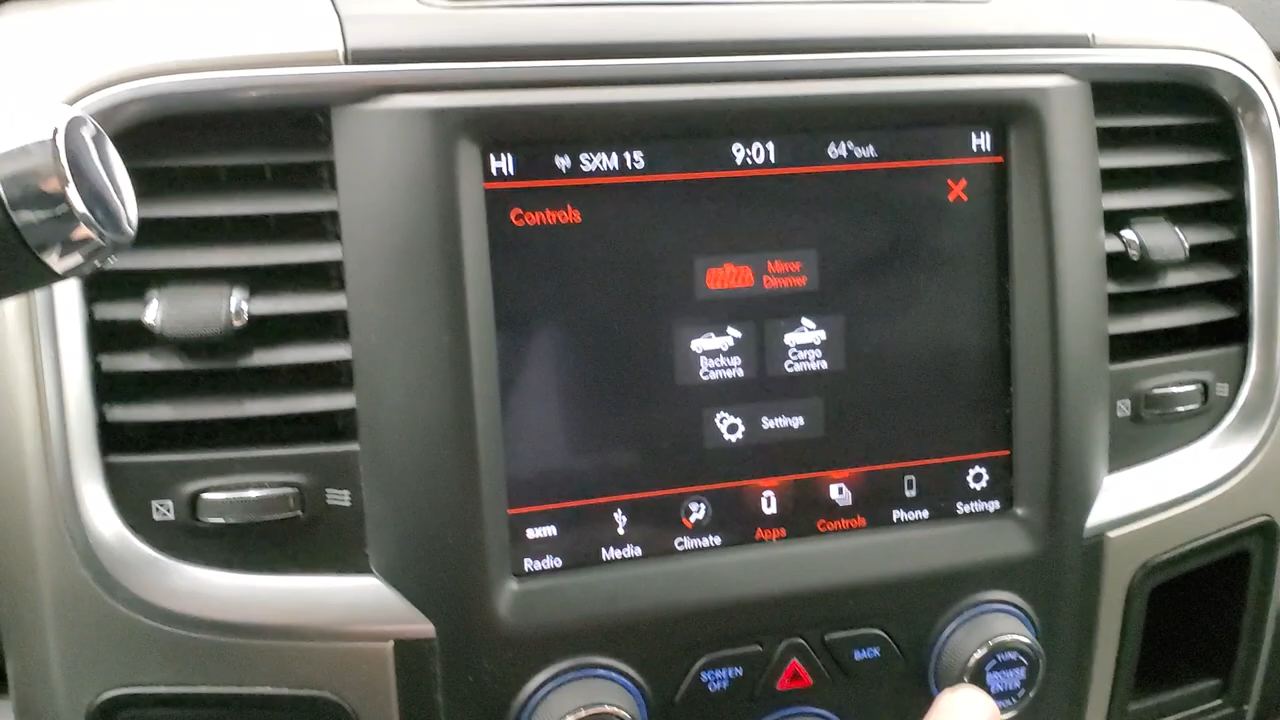 HI SXM 15 9:01 64°out. HI
Controls
Mirror
Dimmer
Backup
Camera
Cargo
Camera
Settings
sxm
Radio
Media
Climate
Apps
Controls
Phone
Settings
SCREEN
OFF
BACK
TUNE
BROWSE
ENTER